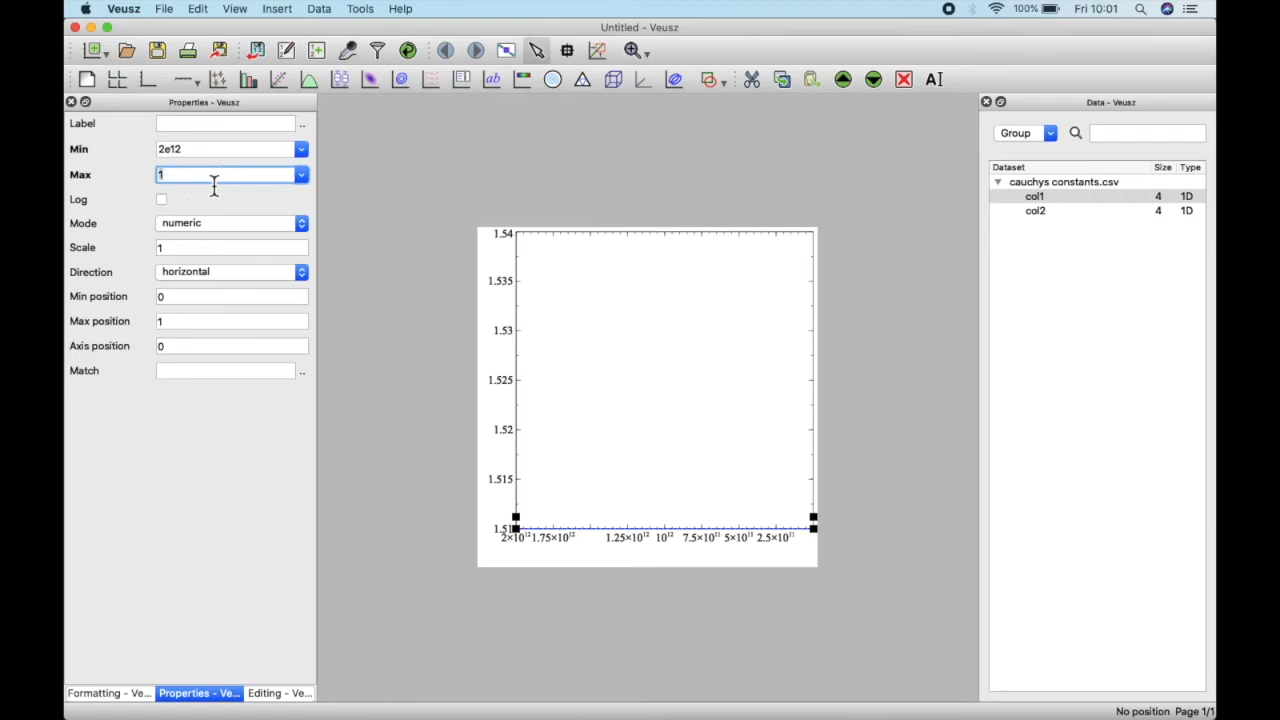 Veusz File Edit View Insert Data Tools Help 100% Fri 10:01
Untitled - Veusz
Properties - Veusz
Data - Veusz
Label ..
Min 2e12
Max 1
Log
Mode numeric
Scale 1
Direction horizontal
Min position 0
Max position 1
Axis position 0
Match ..
Group
Dataset Size Type
cauchys constants.csv
col1 4 1D
col2 4 1D
1.54
1.535
1.53
1.525
1.52
1.515
1.51
2×10¹² 1.75×10¹² 1.25×10¹² 10¹² 7.5×10¹¹ 5×10¹¹ 2.5×10¹¹
Formatting - Ve... Properties - Ve... Editing - Ve...
No position Page 1/1